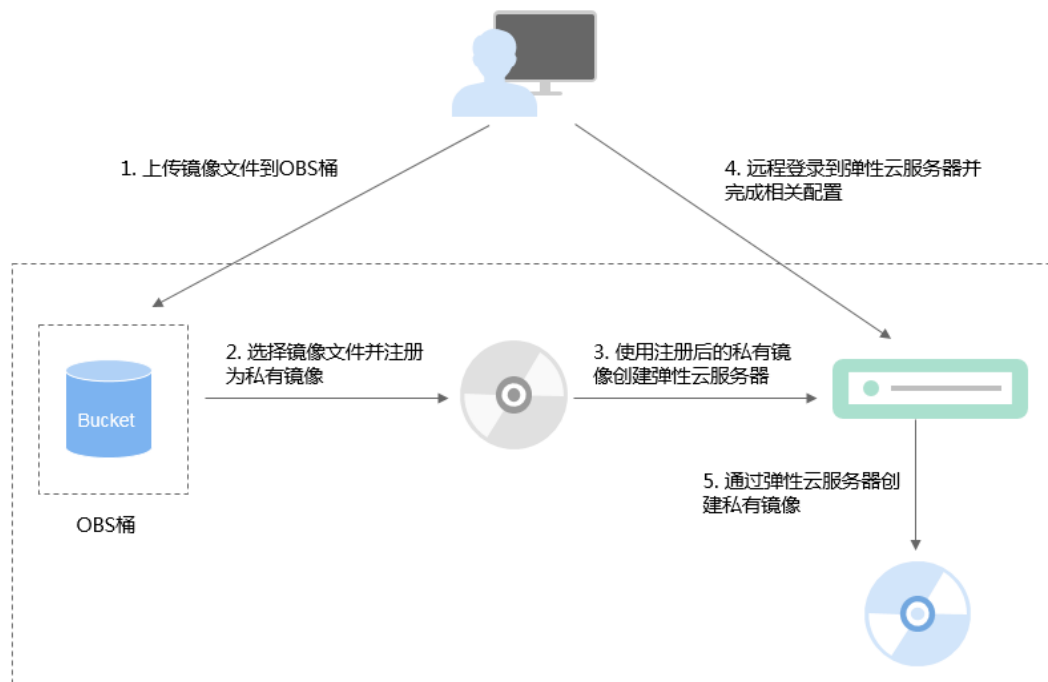 1. 上传镜像文件到OBS桶
4. 远程登录到弹性云服务器并
完成相关配置
2. 选择镜像文件并注册
为私有镜像
3. 使用注册后的私有镜
像创建弹性云服务器
Bucket
OBS桶
5. 通过弹性云服务器创
建私有镜像